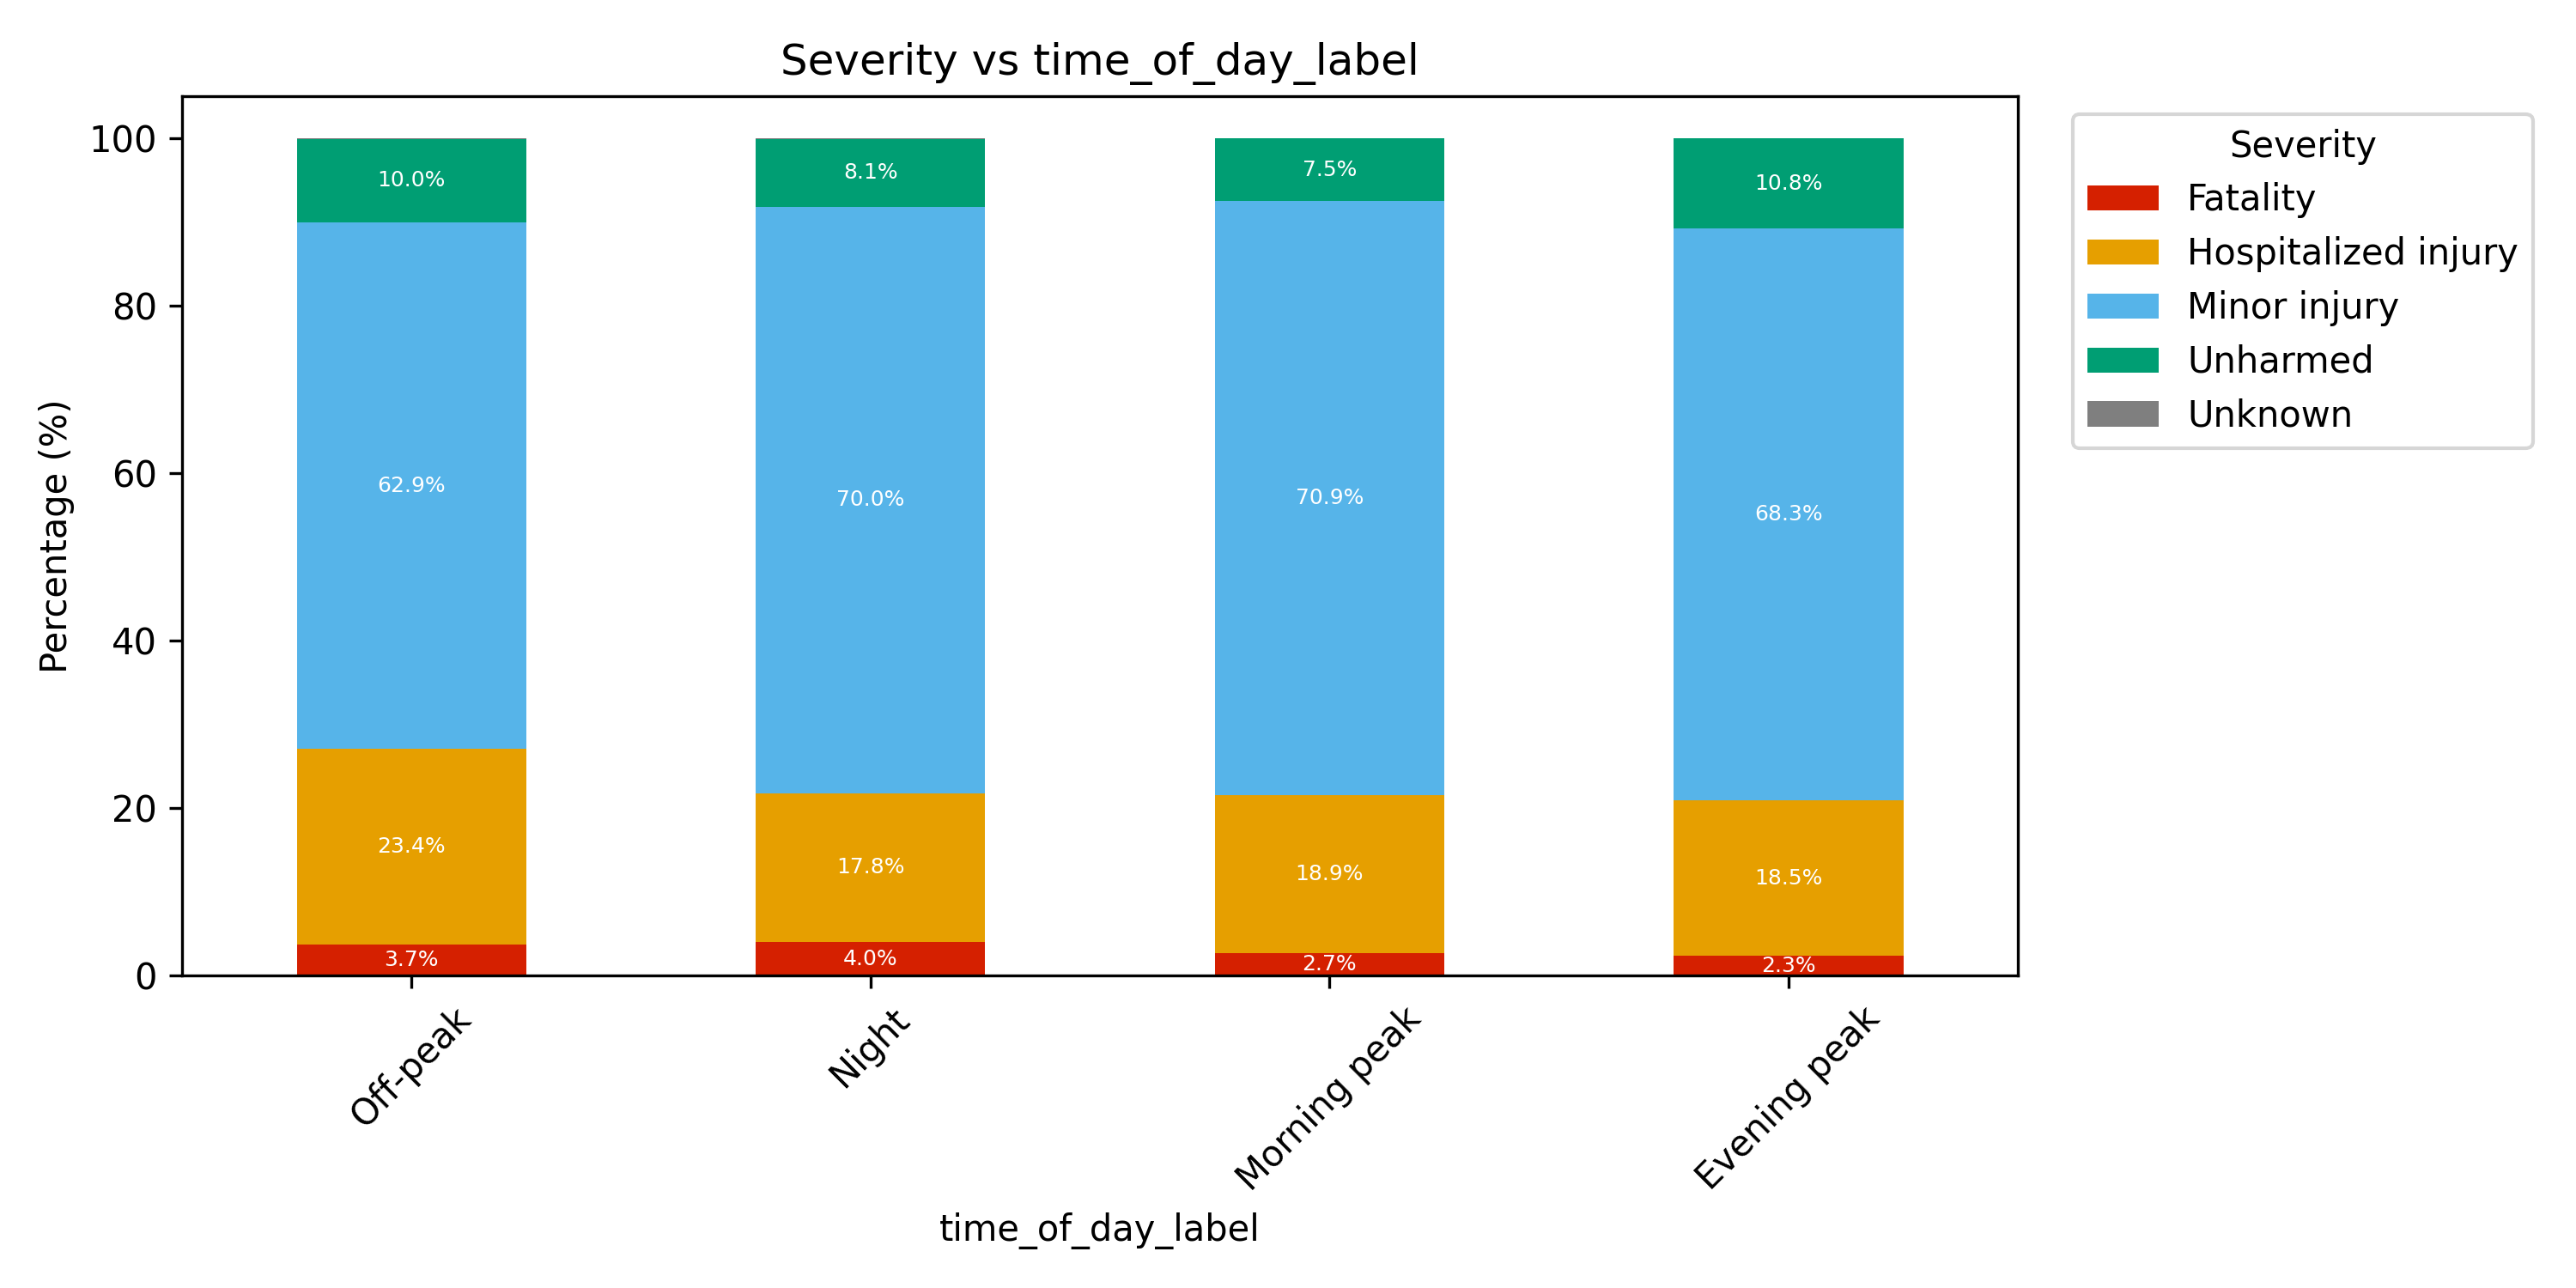 Severity vs time_of_day_label
Percentage (%)
100
80
60
40
20
0
10.0%
62.9%
23.4%
3.7%
8.1%
70.0%
17.8%
4.0%
7.5%
70.9%
18.9%
2.7%
10.8%
68.3%
18.5%
2.3%
Off-peak
Night
Morning peak
Evening peak
time_of_day_label
Severity
Fatality
Hospitalized injury
Minor injury
Unharmed
Unknown